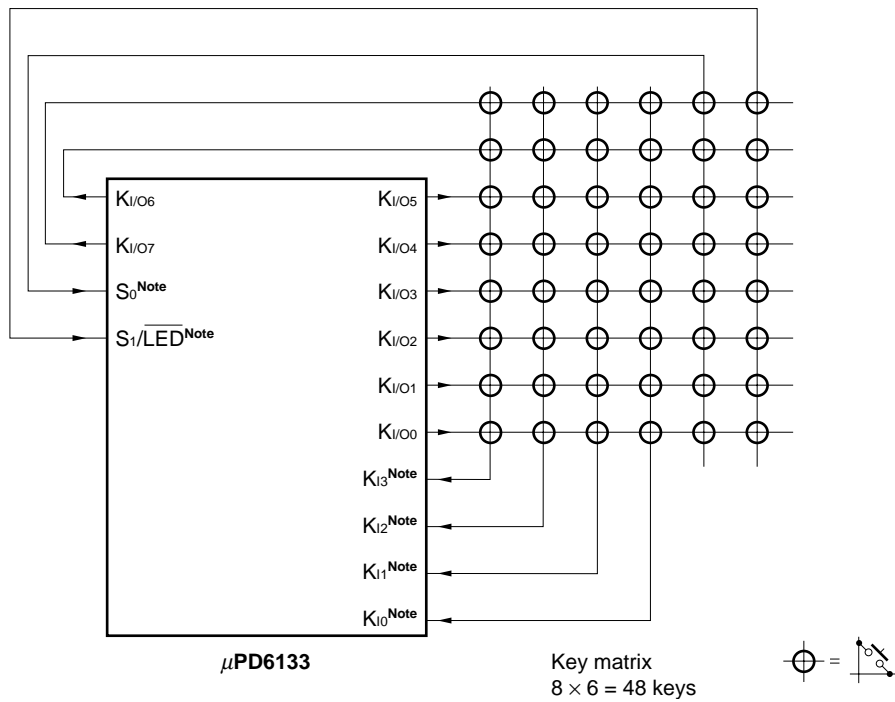 KI/O6
KI/O7
S0Note
S1/LEDNote
KI/O5
KI/O4
KI/O3
KI/O2
KI/O1
KI/O0
KI3Note
KI2Note
KI1Note
KI0Note
μPD6133
Key matrix
8 × 6 = 48 keys
=